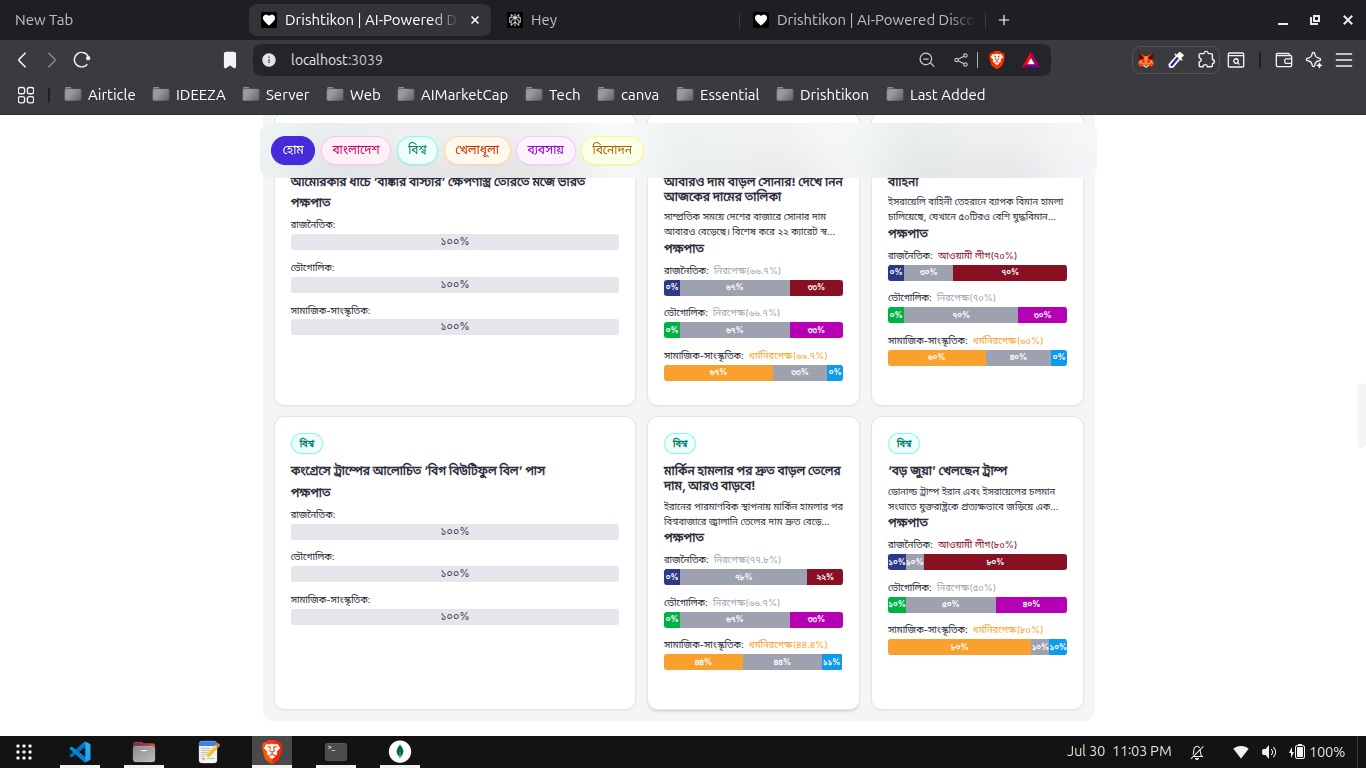 New Tab
Drishtikon | AI-Powered D
Hey
Drishtikon | AI-Powered Disco
localhost:3039
Airticle
IDEEZA
Server
Web
AIMarketCap
Tech
canva
Essential
Drishtikon
Last Added
হোম
বাংলাদেশ
বিশ্ব
খেলাধূলা
ব্যবসায়
বিনোদন
আমেরিকার ধাঁচে ‘বাঙ্কার বাস্টার’ ক্ষেপণাস্ত্র তৈরিতে মজে ভারত
পক্ষপাত
রাজনৈতিক:
১০০%
ভৌগোলিক:
১০০%
সামাজিক-সাংস্কৃতিক:
১০০%
আবারও দাম বাড়ল সোনার! দেখে নিন
আজকের দামের তালিকা
সাম্প্রতিক সময়ে দেশের বাজারে সোনার দাম
আবারও বেড়েছে। বিশেষ করে ২২ ক্যারেট স্ব...
পক্ষপাত
রাজনৈতিক: নিরপেক্ষ(৬৬.৭%)
০% ৬৭% ৩৩%
ভৌগোলিক: নিরপেক্ষ(৬৬.৭%)
০% ৬৭% ৩৩%
সামাজিক-সাংস্কৃতিক: ধর্মনিরপেক্ষ(৬৬.৭%)
৬৭% ৩৩% ০%
বাহিনী
ইসরায়েলি বাহিনী তেহরানে ব্যাপক বিমান হামলা
চালিয়েছে, যেখানে ৫০টিরও বেশি যুদ্ধবিমান...
পক্ষপাত
রাজনৈতিক: আওয়ামী লীগ(৭০%)
০% ৩০% ৭০%
ভৌগোলিক: নিরপেক্ষ(৭০%)
০% ৭০% ৩০%
সামাজিক-সাংস্কৃতিক: ধর্মনিরপেক্ষ(৬০%)
৬০% ৪০% ০%
বিশ্ব
কংগ্রেসে ট্রাম্পের আলোচিত ‘বিগ বিউটিফুল বিল’ পাস
পক্ষপাত
রাজনৈতিক:
১০০%
ভৌগোলিক:
১০০%
সামাজিক-সাংস্কৃতিক:
১০০%
বিশ্ব
মার্কিন হামলার পর দ্রুত বাড়ল তেলের
দাম, আরও বাড়বে!
ইরানের পারমাণবিক স্থাপনায় মার্কিন হামলার পর
বিশ্ববাজারে জ্বালানি তেলের দাম দ্রুত বেড়ে...
পক্ষপাত
রাজনৈতিক: নিরপেক্ষ(৭৭.৮%)
০% ৭৮% ২২%
ভৌগোলিক: নিরপেক্ষ(৬৬.৭%)
০% ৬৭% ৩৩%
সামাজিক-সাংস্কৃতিক: ধর্মনিরপেক্ষ(৪৪.৪%)
৪৪% ৪৪% ১১%
বিশ্ব
‘বড় জুয়া’ খেলছেন ট্রাম্প
ডোনাল্ড ট্রাম্প ইরান এবং ইসরায়েলের চলমান
সংঘাতে যুক্তরাষ্ট্রকে প্রত্যক্ষভাবে জড়িয়ে এক...
পক্ষপাত
রাজনৈতিক: আওয়ামী লীগ(৮০%)
১০% ১০% ৮০%
ভৌগোলিক: নিরপেক্ষ(৫০%)
১০% ৫০% ৪০%
সামাজিক-সাংস্কৃতিক: ধর্মনিরপেক্ষ(৮০%)
৮০% ১০% ১০%
Jul 30 11:03 PM
100%